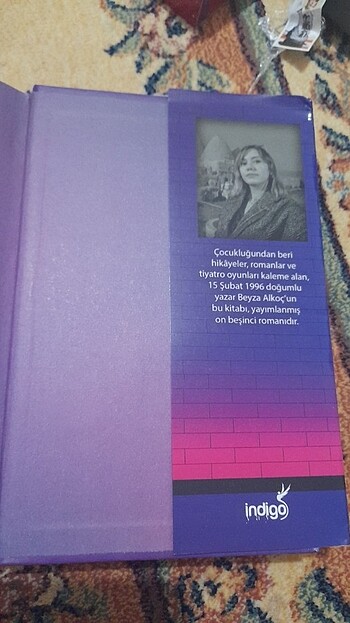 Çocukluğundan beri
hikâyeler, romanlar ve
tiyatro oyunları kaleme alan,
15 Şubat 1996 doğumlu
yazar Beyza Alkoç'un
bu kitabı, yayımlanmış
on beşinci romanıdır.
indigo